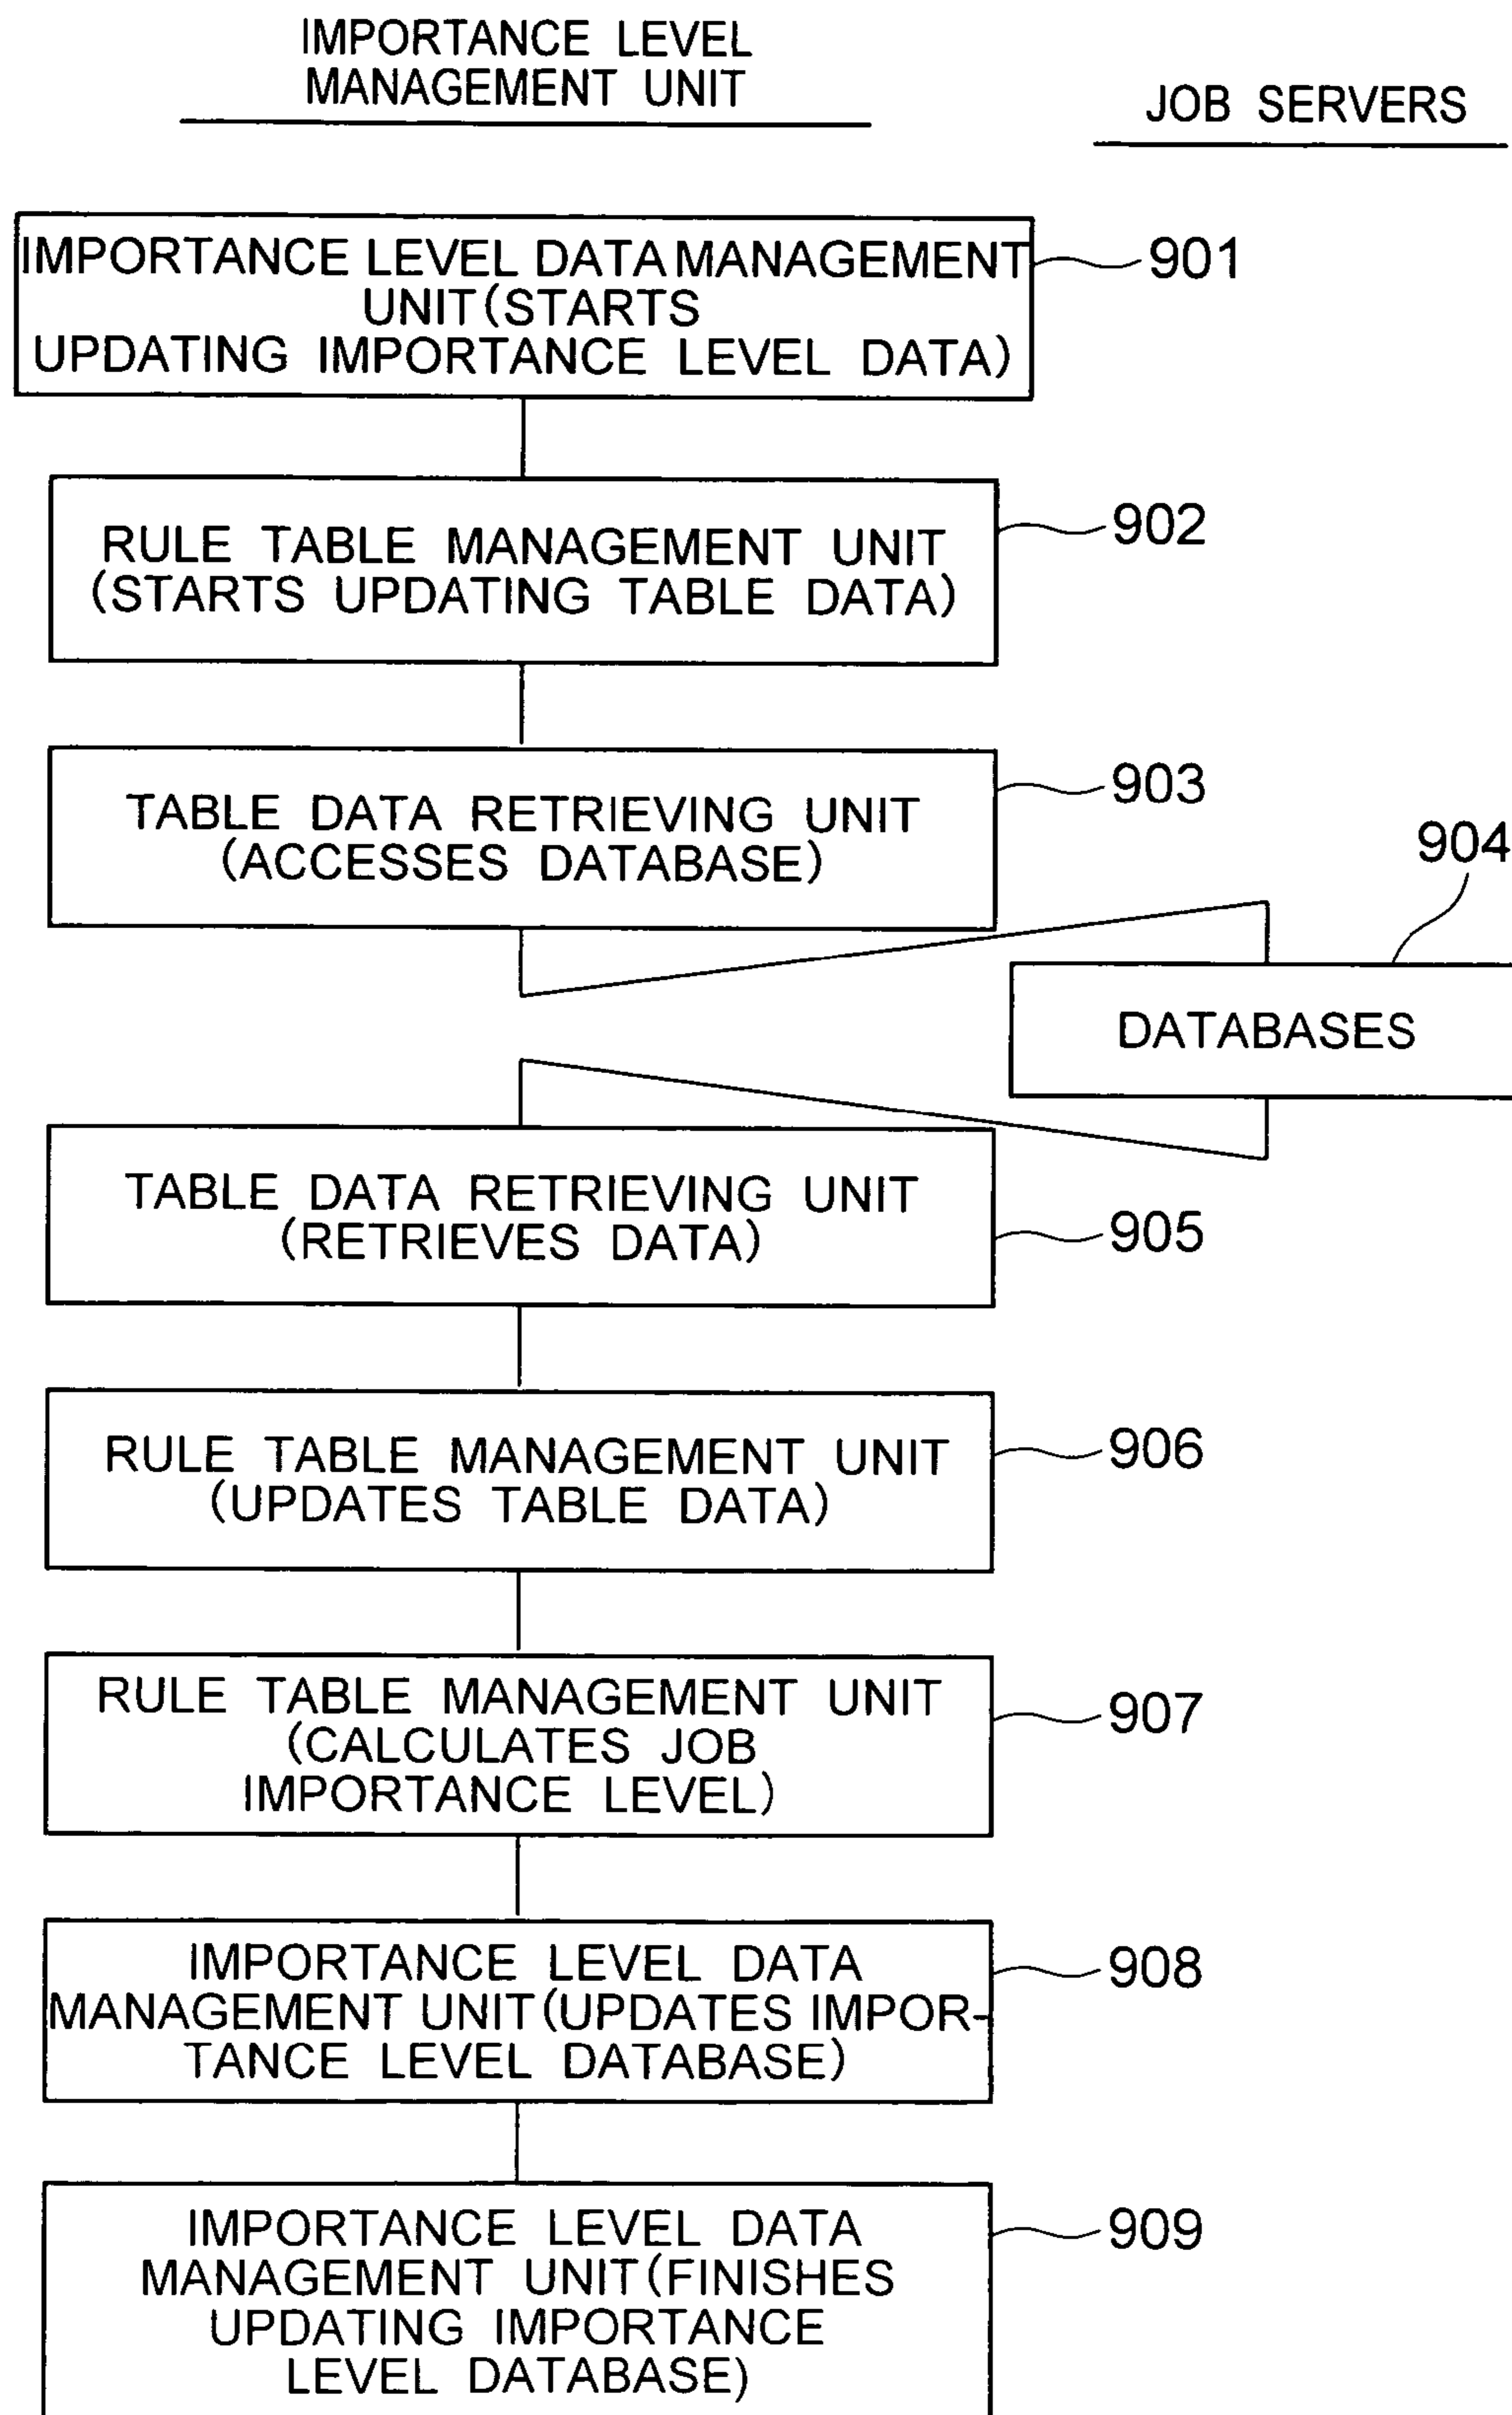 IMPORTANCE LEVEL
MANAGEMENT UNIT
JOB SERVERS
IMPORTANCE LEVEL DATA MANAGEMENT
UNIT(STARTS
UPDATING IMPORTANCE LEVEL DATA)
901
RULE TABLE MANAGEMENT UNIT
(STARTS UPDATING TABLE DATA)
902
TABLE DATA RETRIEVING UNIT
(ACCESSES DATABASE)
903
904
DATABASES
TABLE DATA RETRIEVING UNIT
(RETRIEVES DATA)
905
RULE TABLE MANAGEMENT UNIT
(UPDATES TABLE DATA)
906
RULE TABLE MANAGEMENT UNIT
(CALCULATES JOB
IMPORTANCE LEVEL)
907
IMPORTANCE LEVEL DATA
MANAGEMENT UNIT(UPDATES IMPOR-
TANCE LEVEL DATABASE)
908
IMPORTANCE LEVEL DATA
MANAGEMENT UNIT(FINISHES
UPDATING IMPORTANCE
LEVEL DATABASE)
909